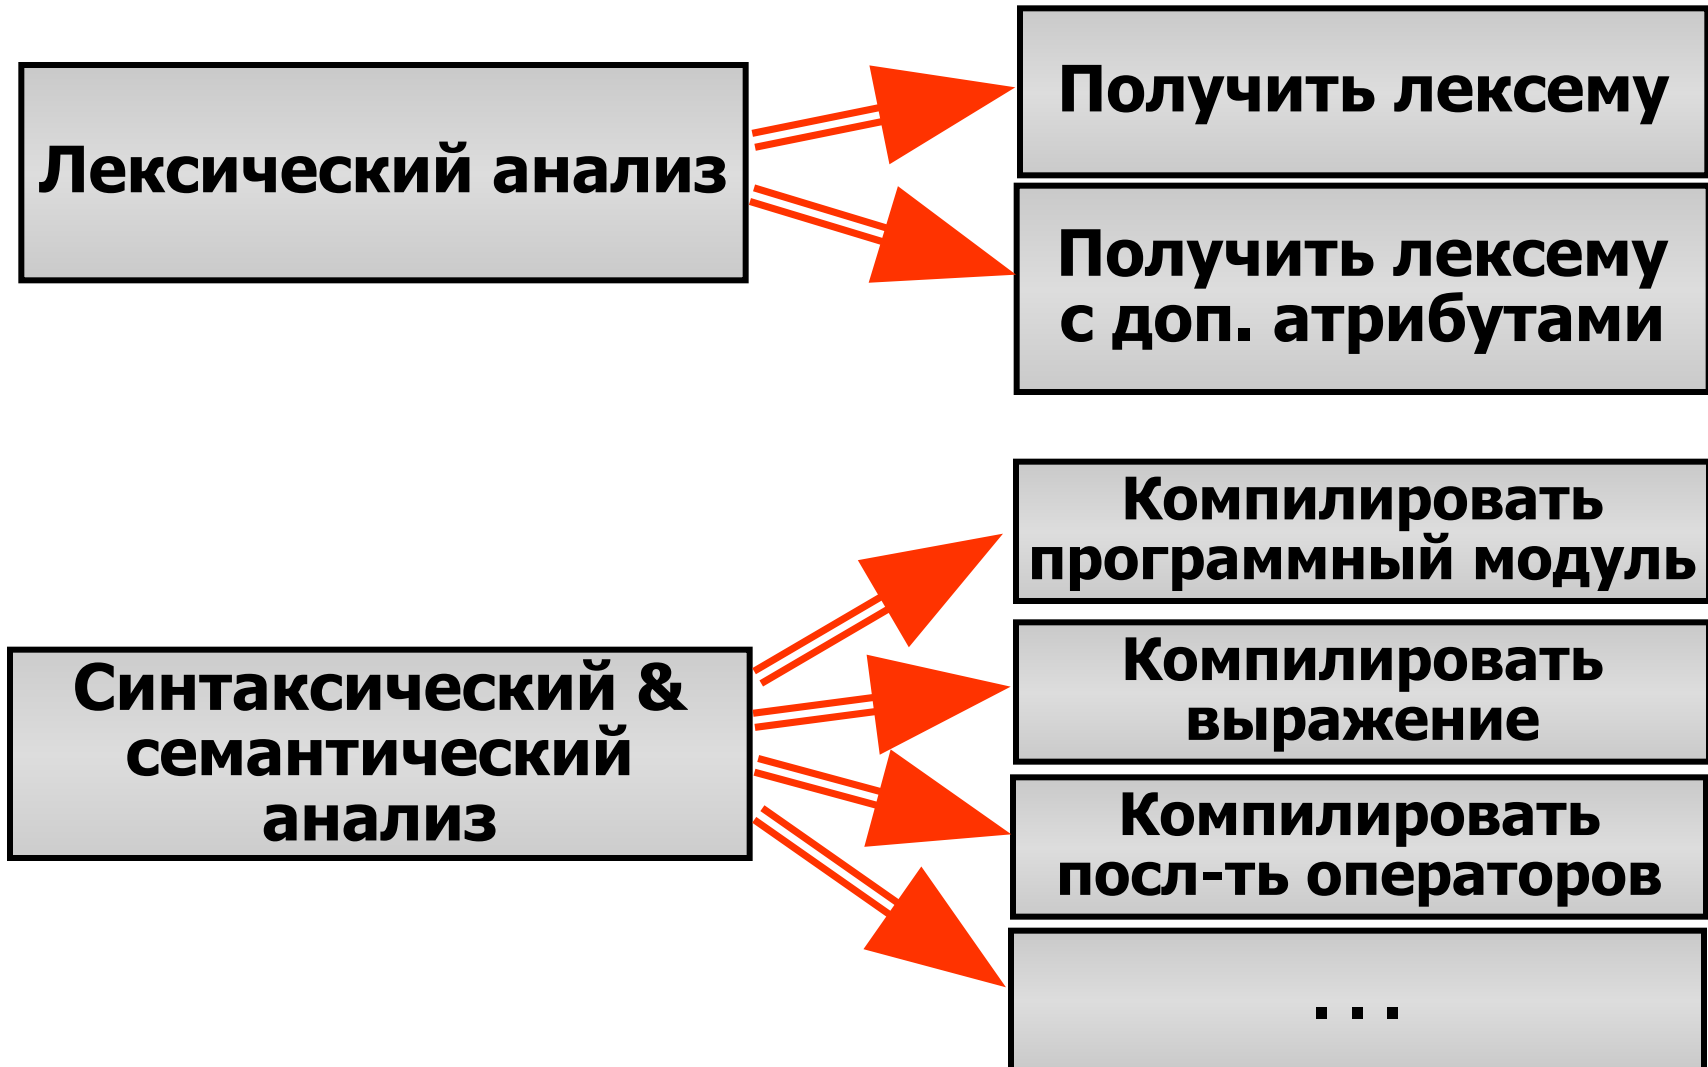 Лексический анализ
Получить лексему
Получить лексему
с доп. атрибутами
Синтаксический &
семантический
анализ
Компилировать
программный модуль
Компилировать
выражение
Компилировать
посл-ть операторов
. . .